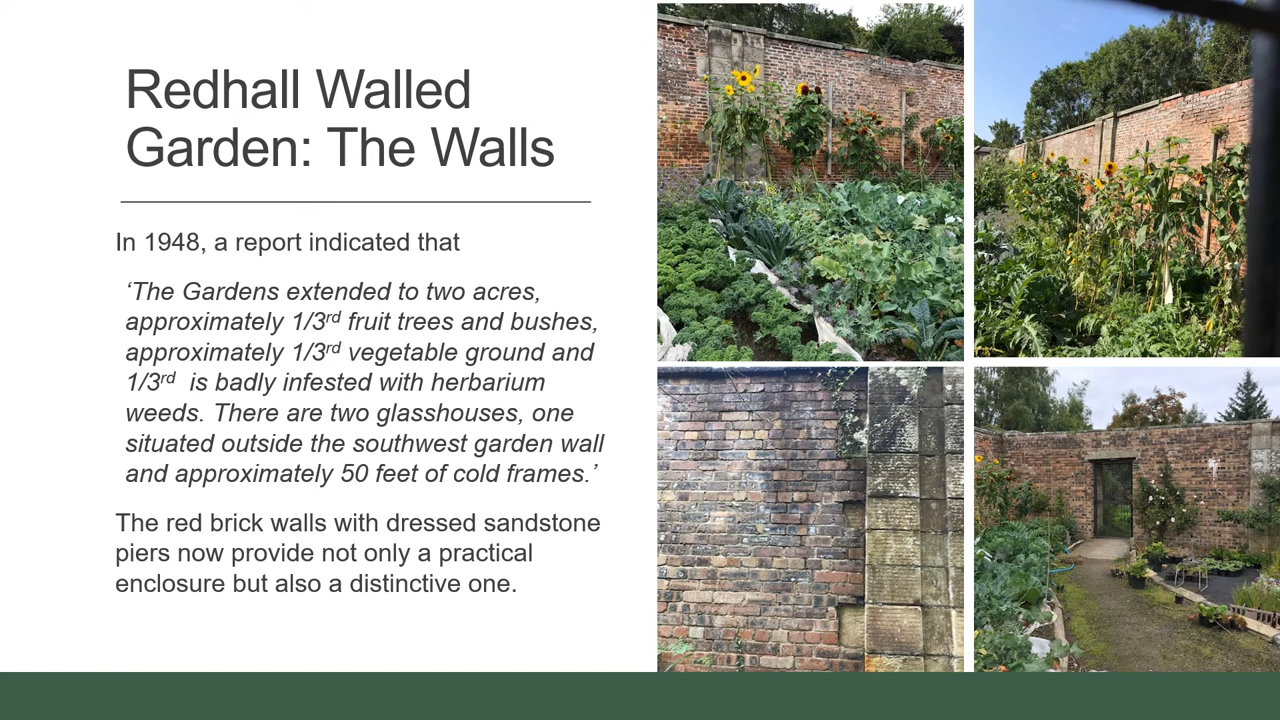 Redhall Walled
Garden: The Walls
In 1948, a report indicated that
‘The Gardens extended to two acres,
approximately 1/3rd fruit trees and bushes,
approximately 1/3rd vegetable ground and
1/3rd  is badly infested with herbarium
weeds. There are two glasshouses, one
situated outside the southwest garden wall
and approximately 50 feet of cold frames.’
The red brick walls with dressed sandstone
piers now provide not only a practical
enclosure but also a distinctive one.